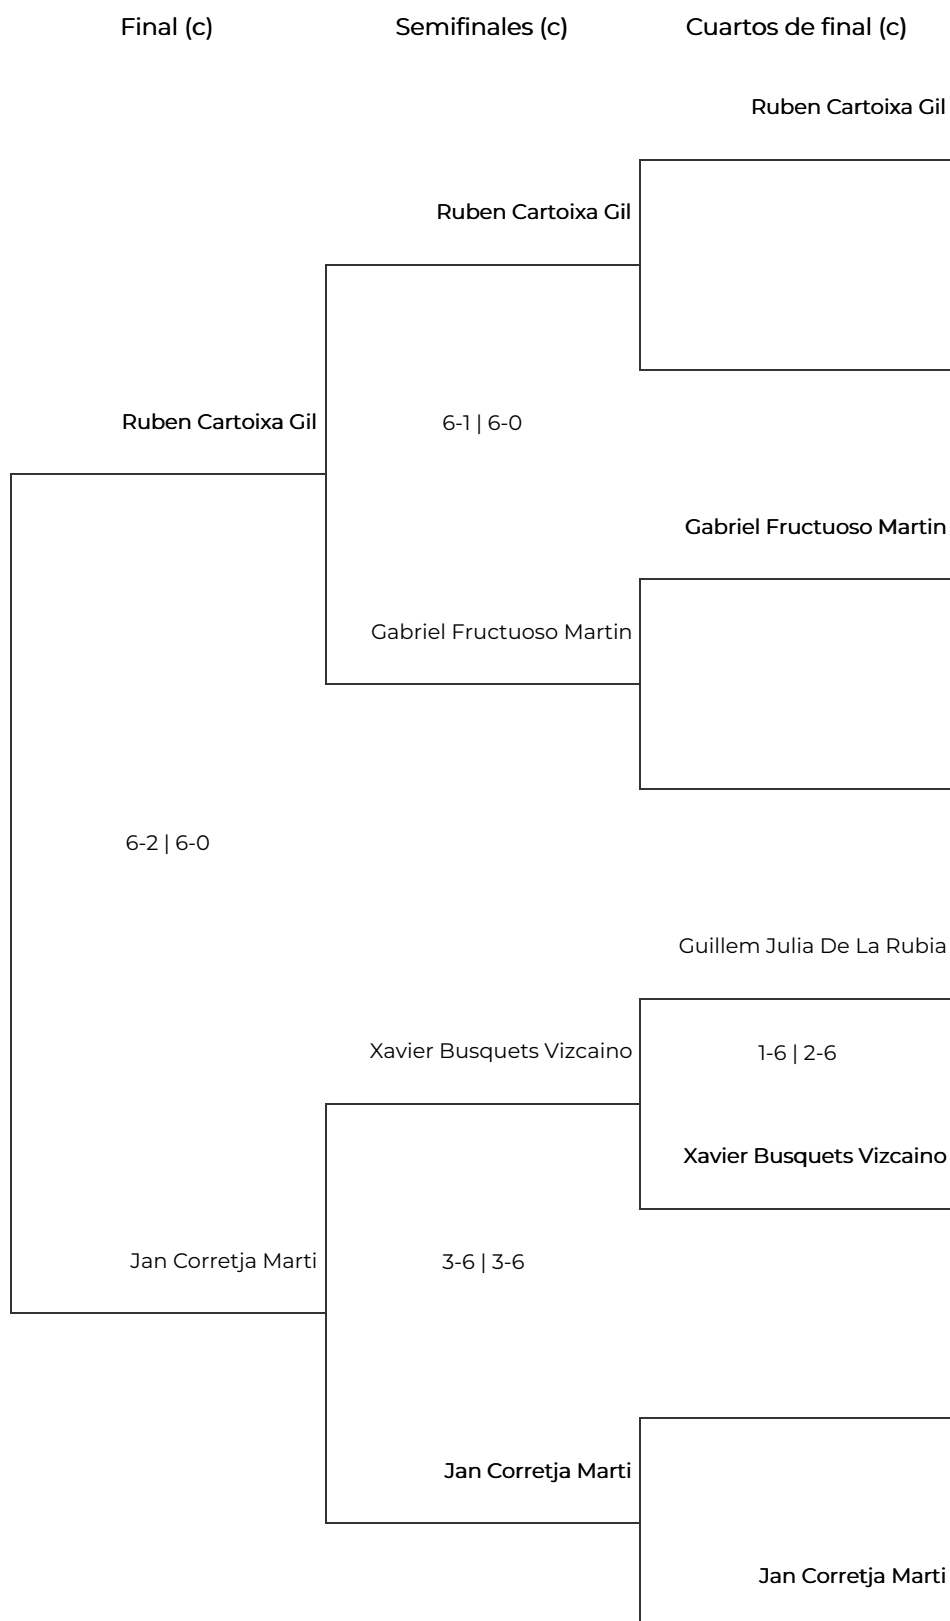 Final (c)
Semifinales (c)
Cuartos de final (c)
Ruben Cartoixa Gil
Ruben Cartoixa Gil
Ruben Cartoixa Gil
6-1 | 6-0
Gabriel Fructuoso Martin
Gabriel Fructuoso Martin
6-2 | 6-0
Guillem Julia De La Rubia
Xavier Busquets Vizcaino
1-6 | 2-6
Xavier Busquets Vizcaino
Jan Corretja Marti
3-6 | 3-6
Jan Corretja Marti
Jan Corretja Marti